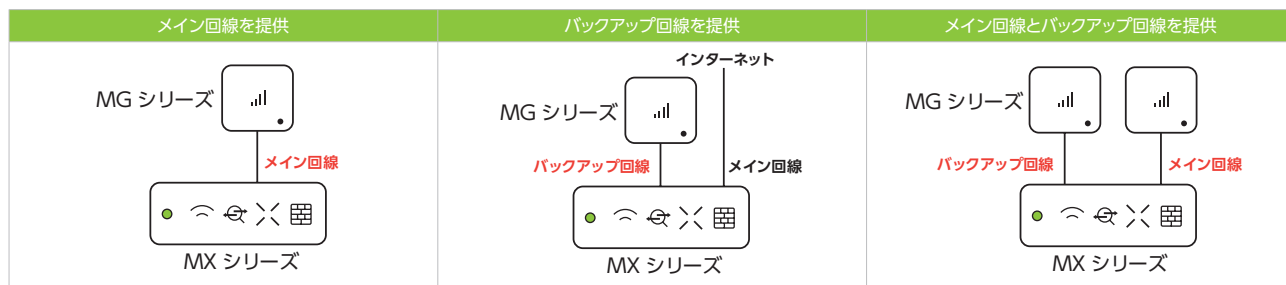 メイン回線を提供
MG シリーズ
メイン回線
MX シリーズ
バックアップ回線を提供
インターネット
MG シリーズ
バックアップ回線
メイン回線
MX シリーズ
メイン回線とバックアップ回線を提供
MG シリーズ
バックアップ回線
メイン回線
MX シリーズ